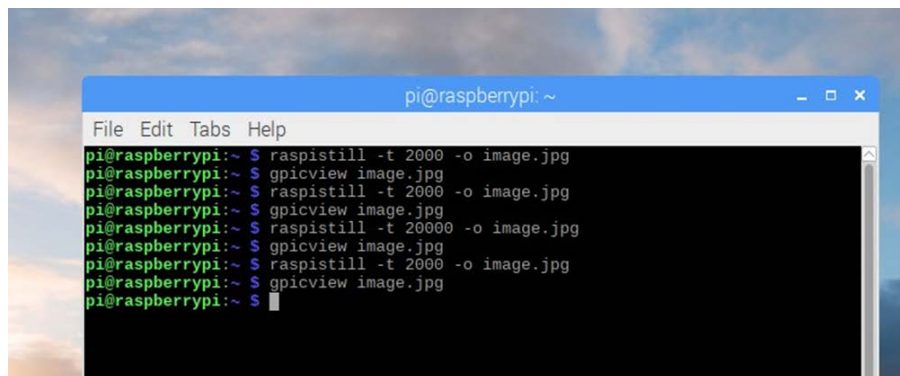 pi@raspberrypi: ~
File Edit Tabs Help
pi@raspberrypi:~ $ raspistill -t 2000 -o image.jpg
pi@raspberrypi:~ $ gpicview image.jpg
pi@raspberrypi:~ $ raspistill -t 2000 -o image.jpg
pi@raspberrypi:~ $ gpicview image.jpg
pi@raspberrypi:~ $ raspistill -t 20000 -o image.jpg
pi@raspberrypi:~ $ gpicview image.jpg
pi@raspberrypi:~ $ raspistill -t 2000 -o image.jpg
pi@raspberrypi:~ $ gpicview image.jpg
pi@raspberrypi:~ $